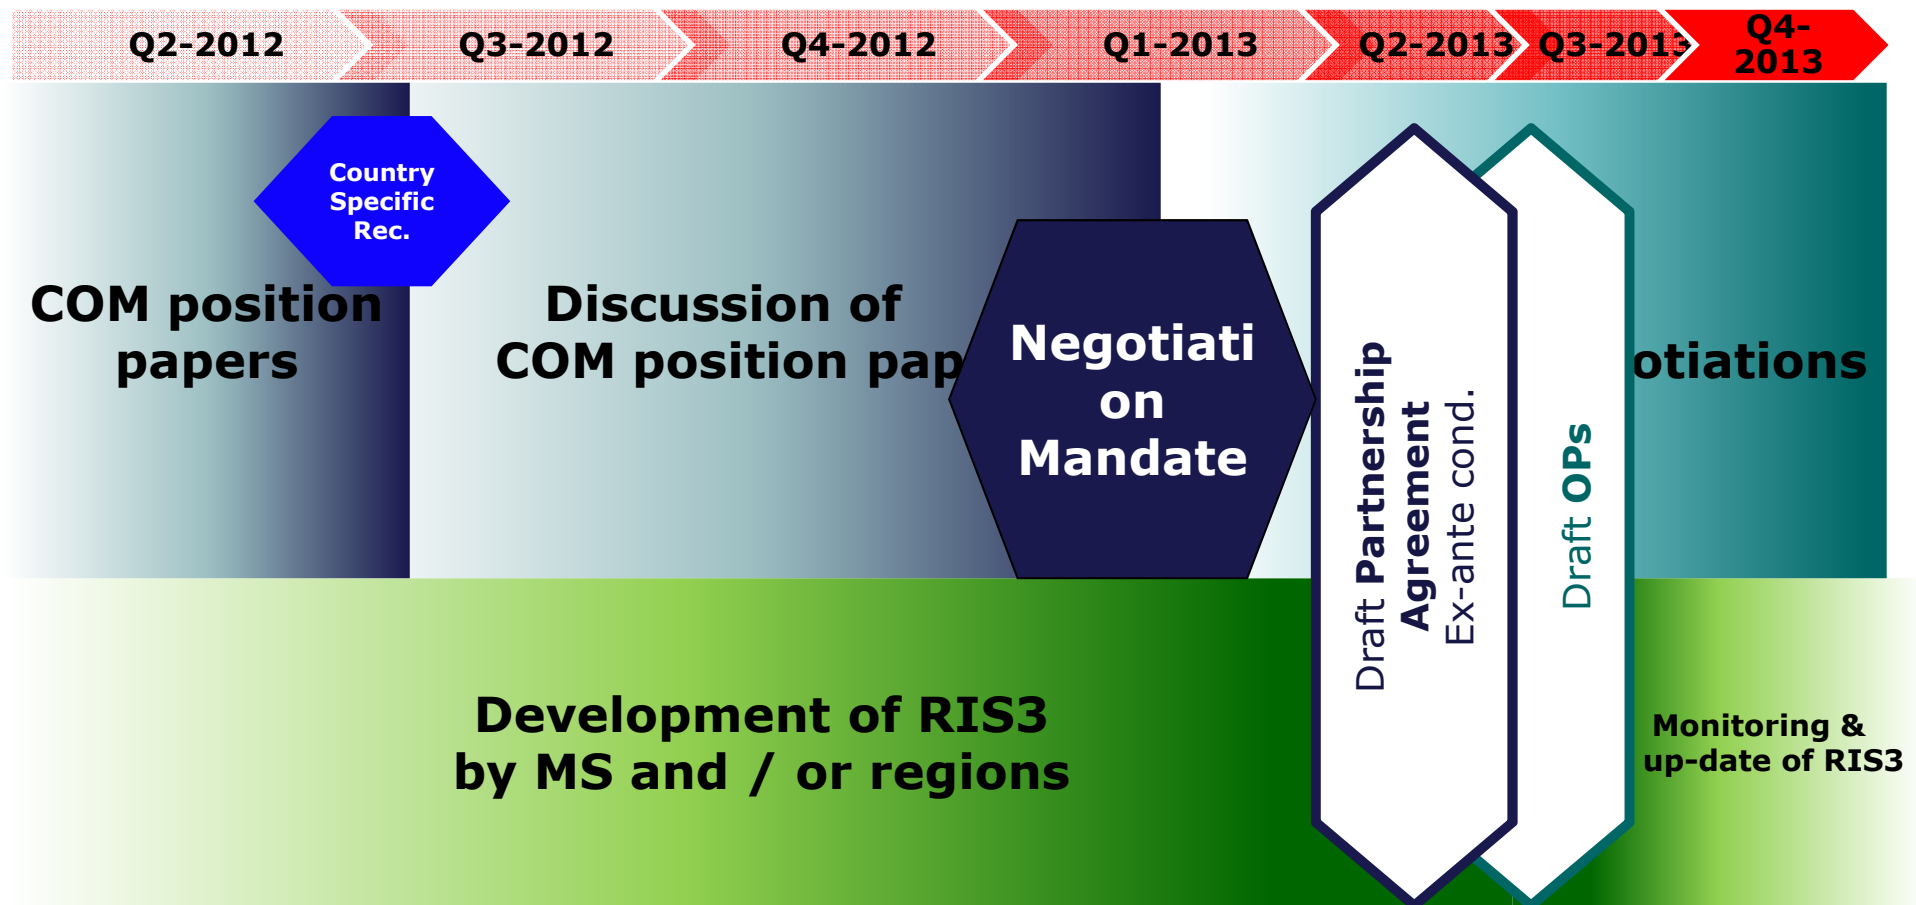 Q2-2012
Q3-2012
Q4-2012
Q1-2013
Q2-2013
Q3-2013
Q4-
2013
Country
Specific
Rec.
COM position
papers
Discussion of
COM position pap
Negotiati
on
Mandate
otiations
Draft Partnership
Agreement
Ex-ante cond.
Draft OPs
Development of RIS3
by MS and / or regions
Monitoring &
up-date of RIS3